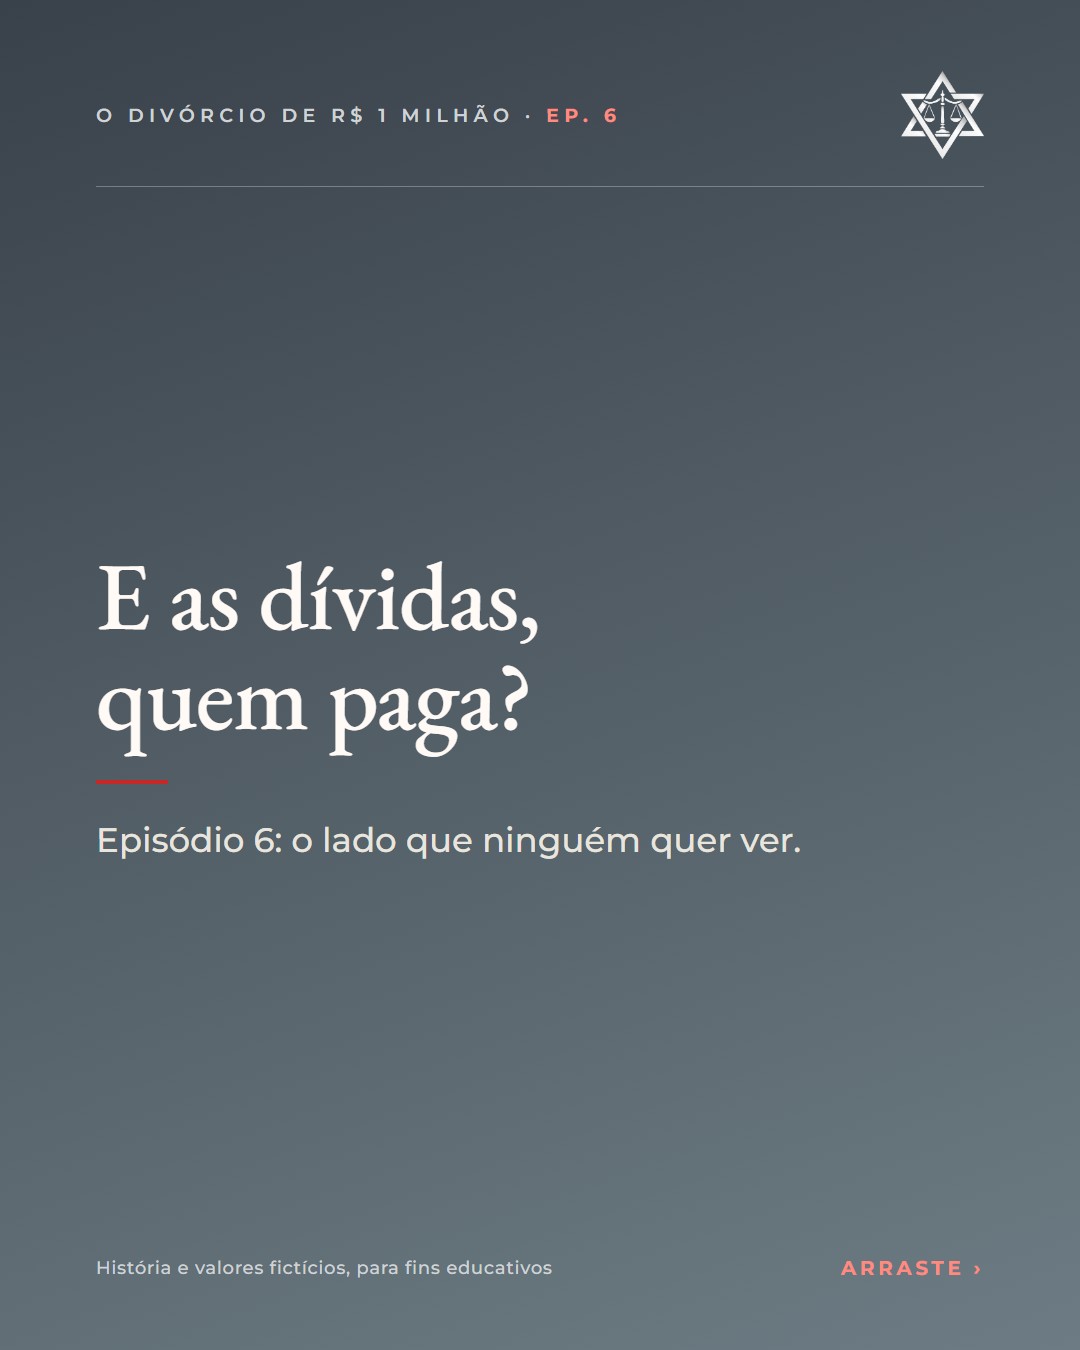 O DIVÓRCIO DE R$ 1 MILHÃO · EP. 6
E as dívidas,
quem paga?
Episódio 6: o lado que ninguém quer ver.
História e valores fictícios, para fins educativos
ARRASTE ›